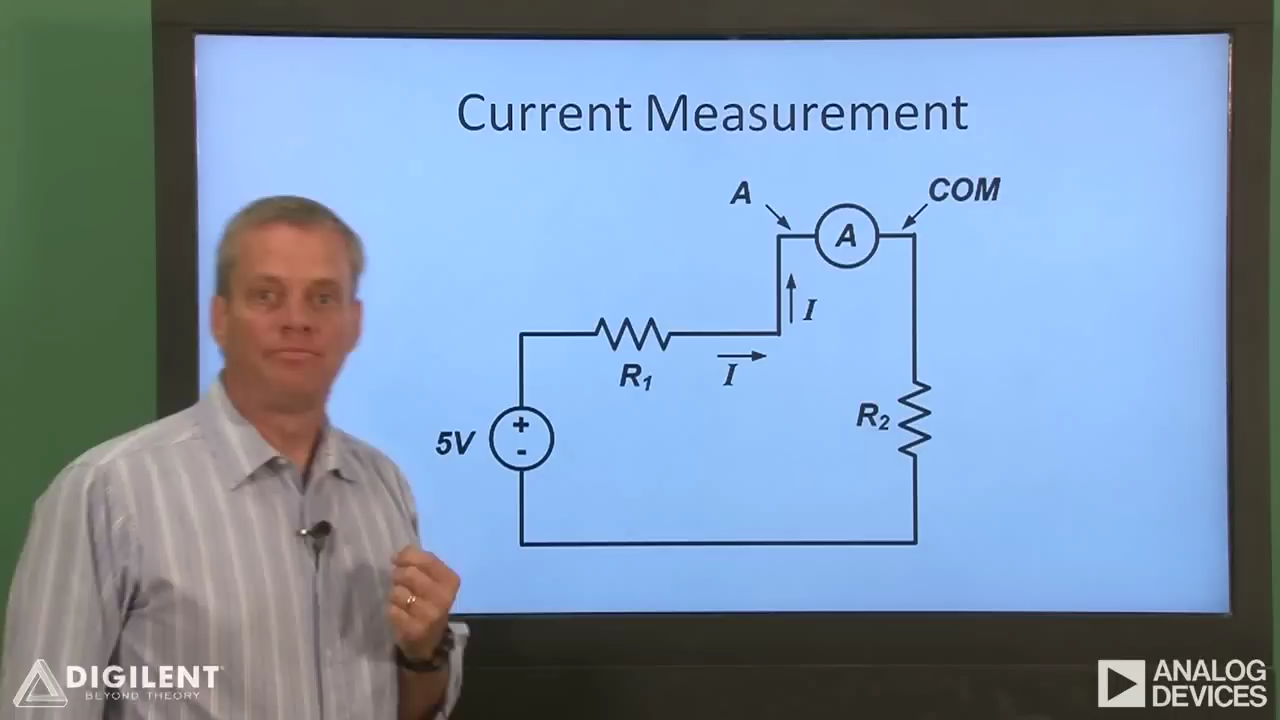 Current Measurement
A
COM
A
I
R1
I
R2
5V
+
-
DIGILENT
BEYOND THEORY
ANALOG
DEVICES